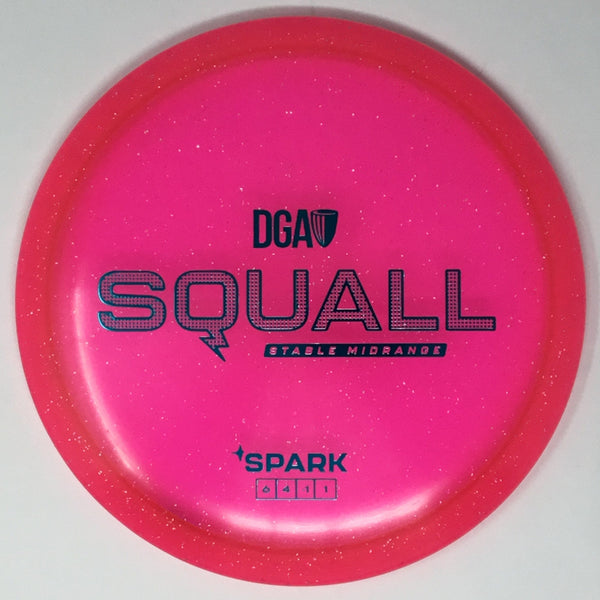 DGA
SQUALL
STABLE MIDRANGE
SPARK
6 4 1 1